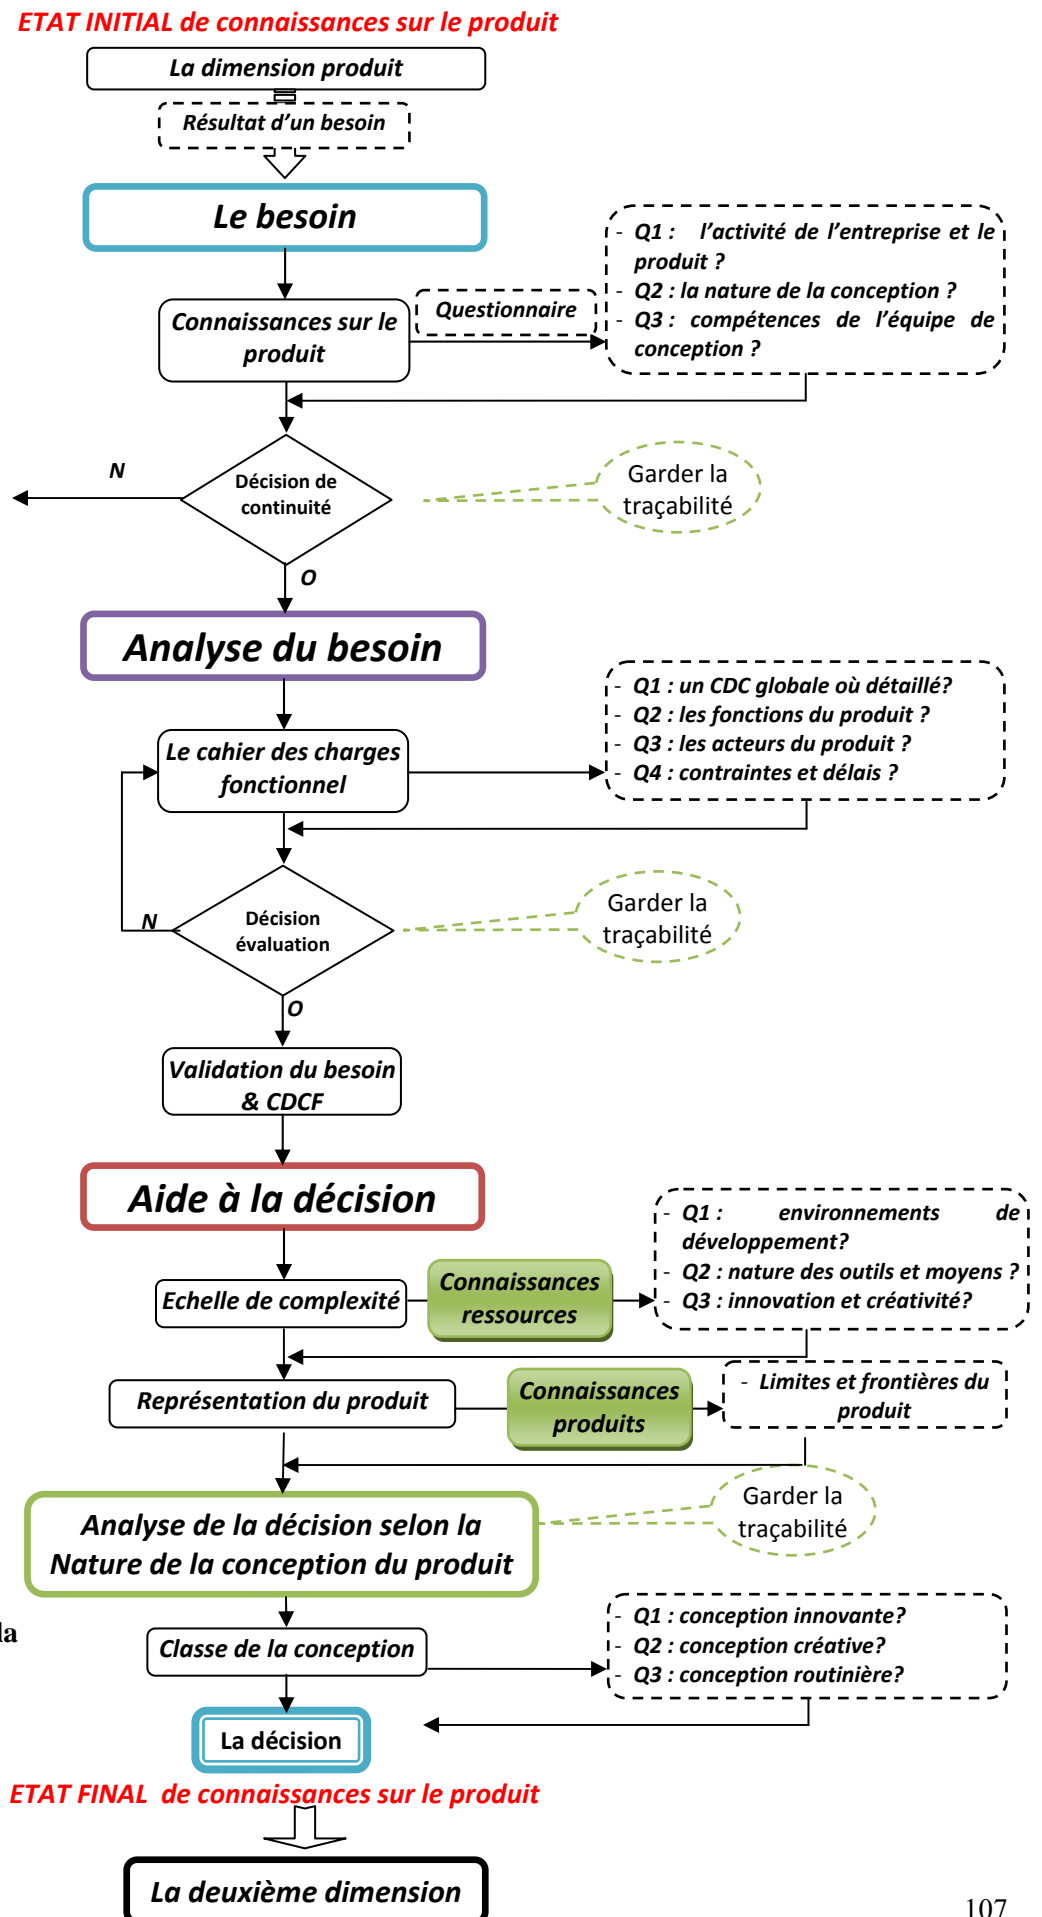 ETAT INITIAL de connaissances sur le produit
La dimension produit
Résultat d'un besoin
Le besoin
- Q1 : l'activité de l'entreprise et le
produit ?
- Q2 : la nature de la conception ?
- Q3 : compétences de l'équipe de
conception ?
Questionnaire
Connaissances sur le
produit
N
Décision de
continuité
Garder la
traçabilité
O
Analyse du besoin
- Q1 : un CDC globale où détaillé?
- Q2 : les fonctions du produit ?
- Q3 : les acteurs du produit ?
- Q4 : contraintes et délais ?
Le cahier des charges
fonctionnel
N
Décision
évaluation
Garder la
traçabilité
O
Validation du besoin
& CDCF
Aide à la décision
- Q1 : environnements de
développement?
- Q2 : nature des outils et moyens ?
- Q3 : innovation et créativité?
Echelle de complexité
Connaissances
ressources
Représentation du produit
Connaissances
produits
- Limites et frontières du
produit
Garder la
traçabilité
Analyse de la décision selon la
Nature de la conception du produit
- Q1 : conception innovante?
- Q2 : conception créative?
- Q3 : conception routinière?
la
Classe de la conception
La décision
ETAT FINAL de connaissances sur le produit
La deuxième dimension
107